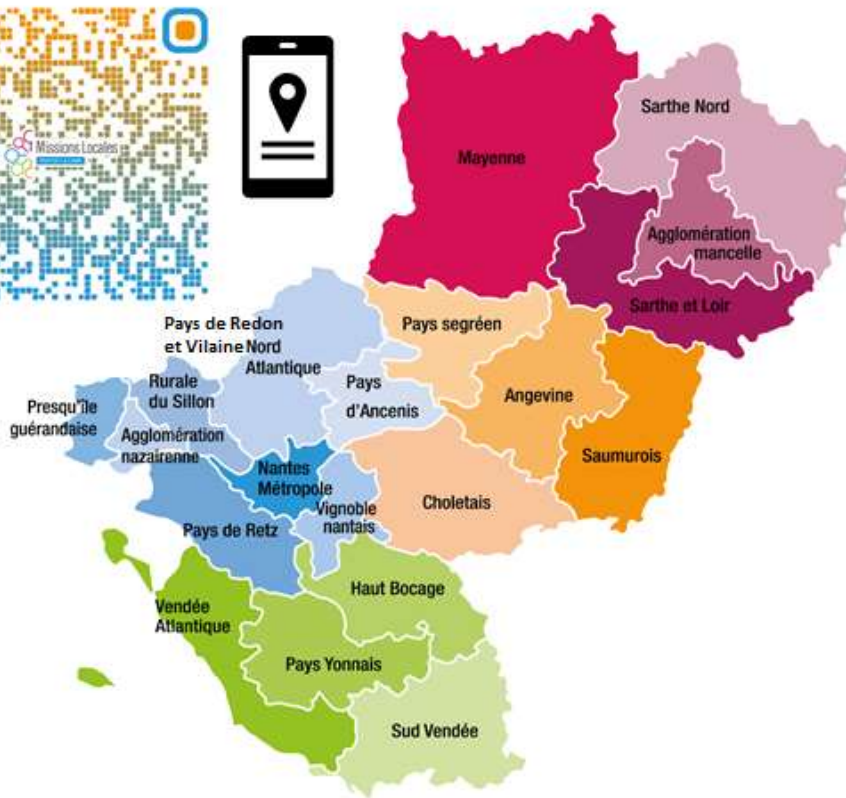 Missions Locales
Mayenne
Sarthe Nord
Agglomération
mancelle
Sarthe et Loir
Pays de Redon
et Vilaine
Nord
Atlantique
Pays segréen
Rurale
du Sillon
Pays
d'Ancenis
Angevine
Presqu'île
guérandaise
Agglomération
nazairenne
Nantes
Métropole
Vignoble
nantais
Choletais
Saumurois
Pays de Retz
Haut Bocage
Vendée
Atlantique
Pays Yonnais
Sud Vendée